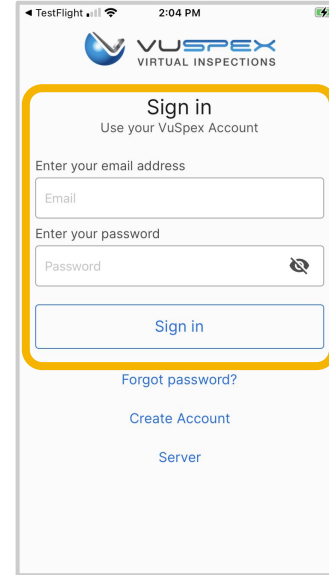 ◀ TestFlight
2:04 PM
VUSPEX
VIRTUAL INSPECTIONS
Sign in
Use your VuSpex Account
Enter your email address
Email
Enter your password
Password
Sign in
Forgot password?
Create Account
Server